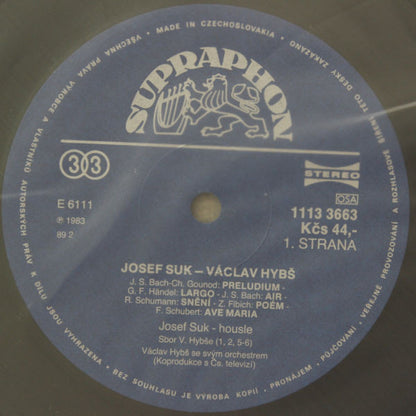 MADE IN CZECHOSLOVAKIA • VŠECHNA PRÁVA VÝROBCE A VLASTNÍKŮ AUTORSKÝCH PRÁV K DÍLU JSOU VYHRAZENA • BEZ SOUHLASU JE VÝROBA KOPIÍ • PRONÁJEM • PŮJČOVÁNÍ • VEŘEJNÉ PROVOZOVÁNÍ A ROZHLASOVÉ ŠÍŘENÍ TÉTO DESKY ZAKÁZÁNO
SUPRAPHON
33
STEREO
OSA
E 6111
℗ 1983
89 2
1113 3663
Kčs 44,-
1. STRANA
JOSEF SUK – VÁCLAV HYBŠ
J. S. Bach-Ch. Gounod: PRELUDIUM -
G. F. Händel: LARGO - J. S. Bach: AIR -
R. Schumann: SNĚNÍ - Z. Fibich: POEM -
F. Schubert: AVE MARIA
Josef Suk - housle
Sbor V. Hybše (1, 2, 5-6)
Václav Hybš se svým orchestrem
(Koprodukce s Čs. televizí)